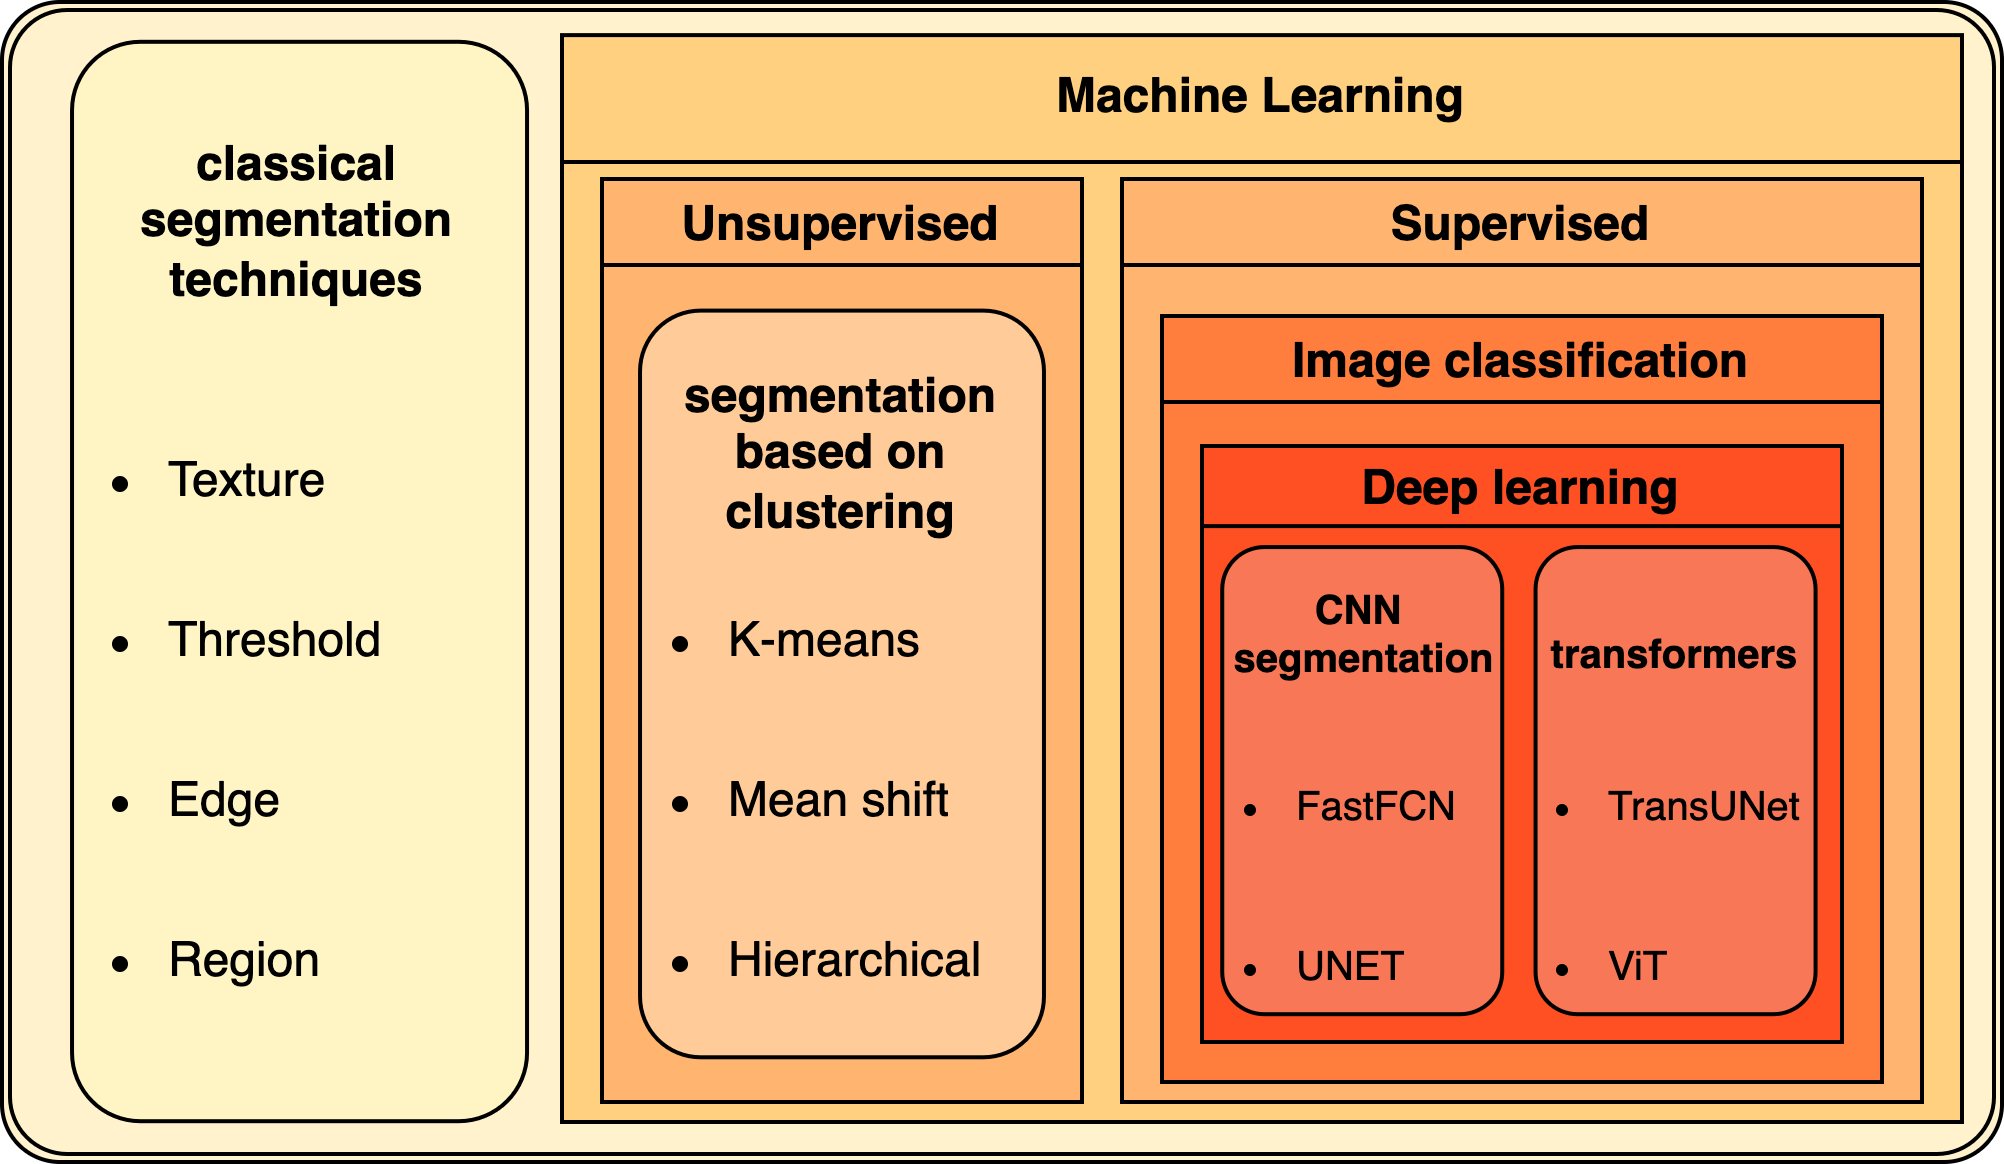 classical
segmentation
techniques
• Texture
• Threshold
• Edge
• Region
Machine Learning
Unsupervised
segmentation
based on
clustering
• K-means
• Mean shift
• Hierarchical
Supervised
Image classification
Deep learning
CNN
segmentation
• FastFCN
• UNET
transformers
• TransUNet
• ViT